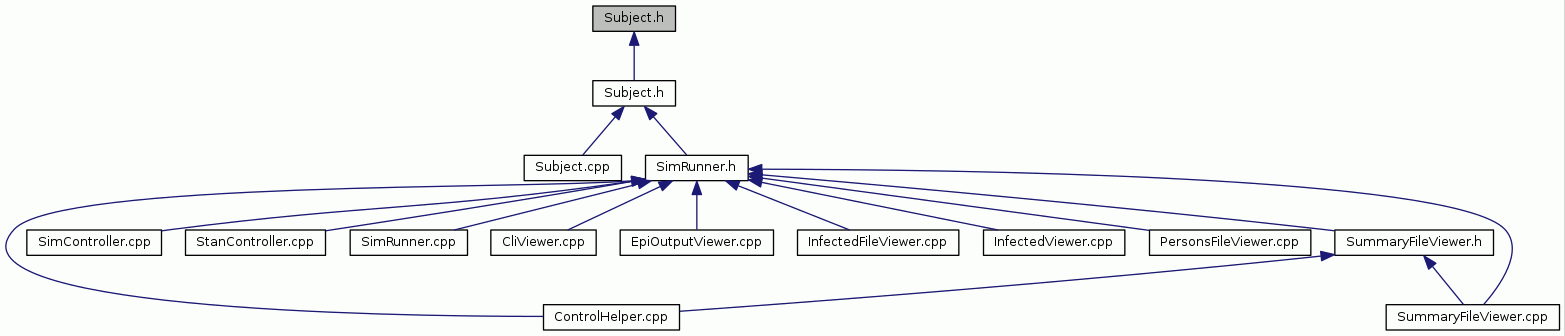 Subject.h
Subject.h
Subject.cpp
SimRunner.h
SimController.cpp
StanController.cpp
SimRunner.cpp
CliViewer.cpp
EpiOutputViewer.cpp
InfectedFileViewer.cpp
InfectedViewer.cpp
PersonsFileViewer.cpp
SummaryFileViewer.h
ControlHelper.cpp
SummaryFileViewer.cpp